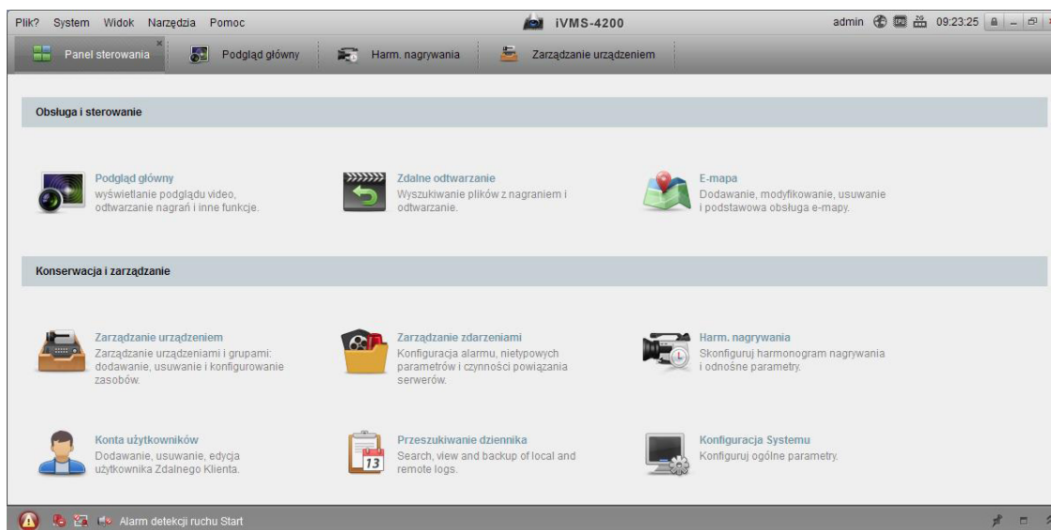 Plik? System Widok Narzędzia Pomoc iVMS-4200 admin 09:23:25
Panel sterowania Podgląd główny Harm. nagrywania Zarządzanie urządzeniem
Obsługa i sterowanie
Podgląd główny
wyświetlanie podglądu video,
odtwarzanie nagrań i inne funkcje.
Zdalne odtwarzanie
Wyszukiwanie plików z nagraniem i
odtwarzanie.
E-mapa
Dodawanie, modyfikowanie, usuwanie
i podstawowa obsługa e-mapy.
Konserwacja i zarządzanie
Zarządzanie urządzeniem
Zarządzanie urządzeniami i grupami:
dodawanie, usuwanie i konfigurowanie
zasobów.
Zarządzanie zdarzeniami
Konfiguracja alarmu, nietypowych
parametrów i czynności powiązania
serwerów.
Harm. nagrywania
Skonfiguruj harmonogram nagrywania
i odnośne parametry.
Konta użytkowników
Dodawanie, usuwanie, edycja
użytkownika Zdalnego Klienta.
13
Przeszukiwanie dziennika
Search, view and backup of local and
remote logs.
Konfiguracja Systemu
Konfiguruj ogólne parametry.
Alarm detekcji ruchu Start